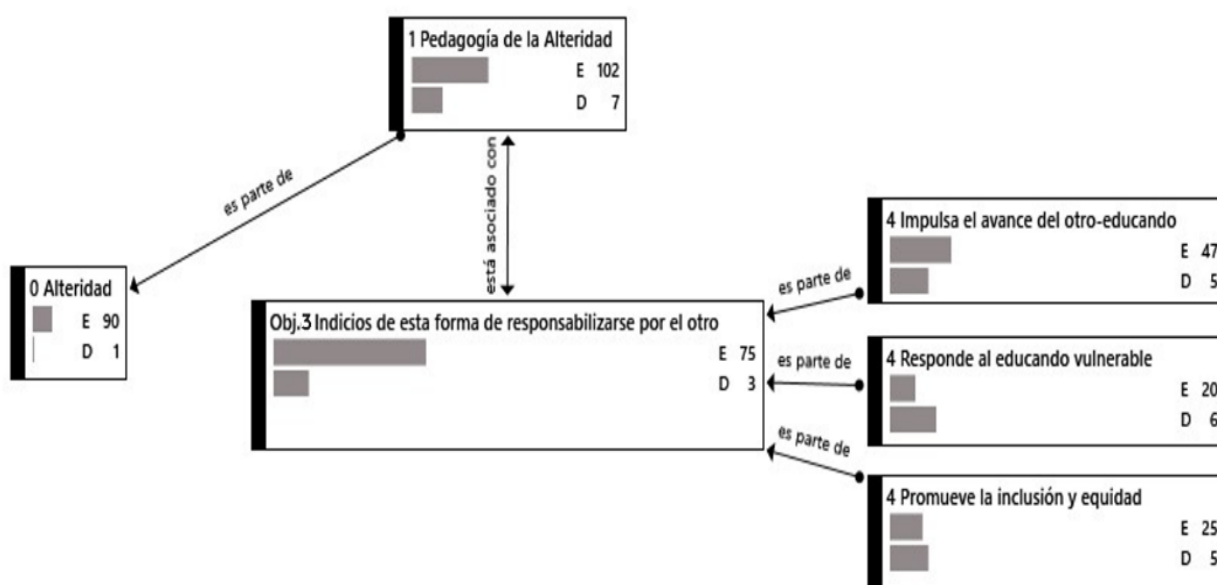 1 Pedagogía de la Alteridad
E 102
D 7
es parte de
está asociado con
0 Alteridad
E 90
D 1
Obj.3 Indicios de esta forma de responsabilizarse por el otro
E 75
D 3
es parte de
4 Impulsa el avance del otro-educando
E 47
D 5
es parte de
4 Responde al educando vulnerable
E 20
D 6
es parte de
4 Promueve la inclusión y equidad
E 25
D 5